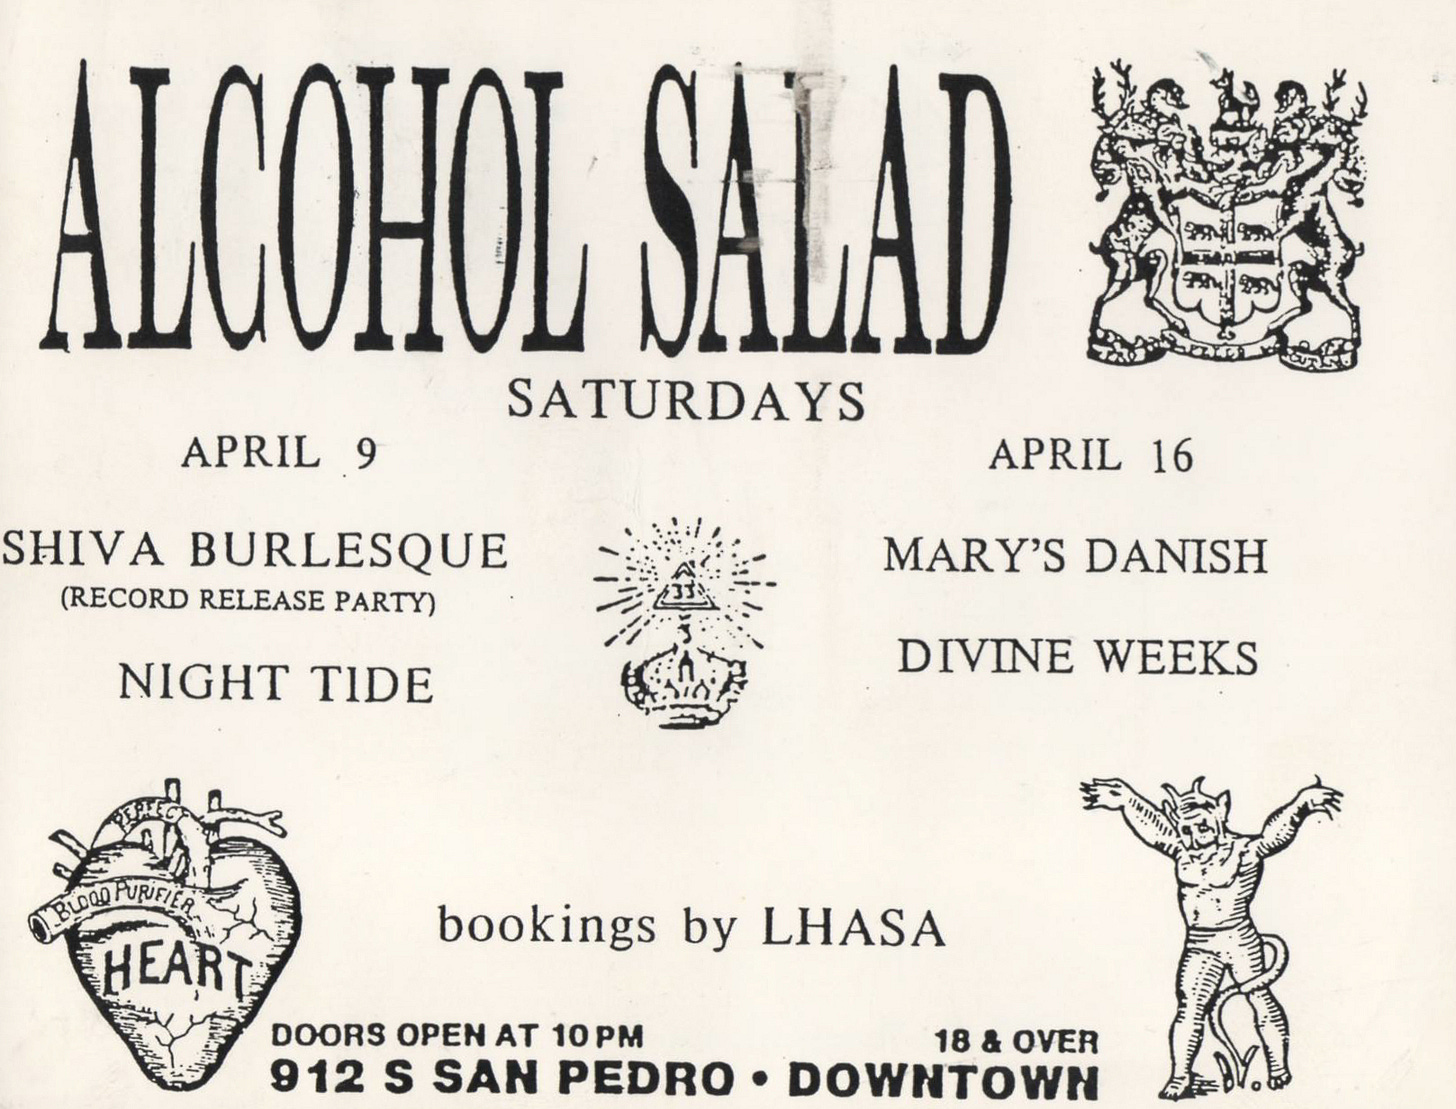 ALCOHOL SALAD
SATURDAYS
APRIL 9
SHIVA BURLESQUE
(RECORD RELEASE PARTY)
NIGHT TIDE
APRIL 16
MARY'S DANISH
DIVINE WEEKS
33
PERFECT
BLOOD PURIFIER
HEART
bookings by LHASA
DOORS OPEN AT 10 PM
18 & OVER
912 S SAN PEDRO • DOWNTOWN